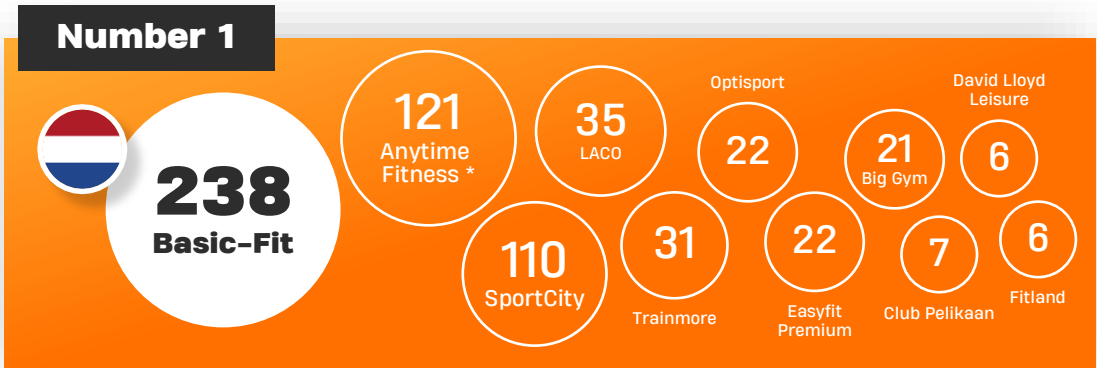 Number 1
238
Basic-Fit
121
Anytime
Fitness *
110
SportCity
35
LACO
31
Trainmore
Optisport
22
22
Easyfit
Premium
21
Big Gym
7
Club Pelikaan
David Lloyd
Leisure
6
6
Fitland